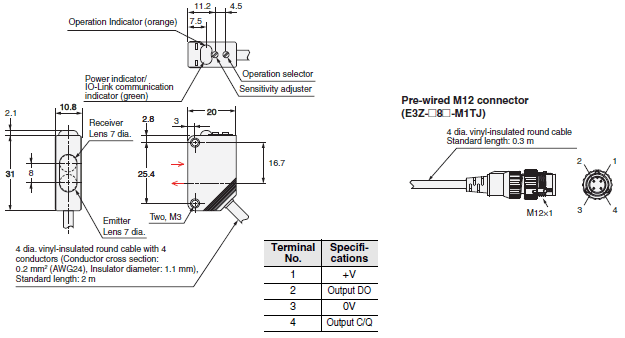 11.2
4.5
7.5
Operation Indicator (orange)
Operation selector
Sensitivity adjuster
Power indicator/
IO-Link communication
indicator (green)
2.1
10.8
Receiver
Lens 7 dia.
31
8
Emitter
Lens 7 dia.
2.8
3
20
25.4
16.7
Two, M3
4 dia. vinyl-insulated round cable with 4
conductors (Conductor cross section:
0.2 mm² (AWG24), Insulator diameter: 1.1 mm),
Standard length: 2 m
Terminal No. Specifi-
cations
1 +V
2 Output DO
3 0V
4 Output C/Q
Pre-wired M12 connector
(E3Z-□8□-M1TJ)
4 dia. vinyl-insulated round cable
Standard length: 0.3 m
M12×1
2 1
3 4